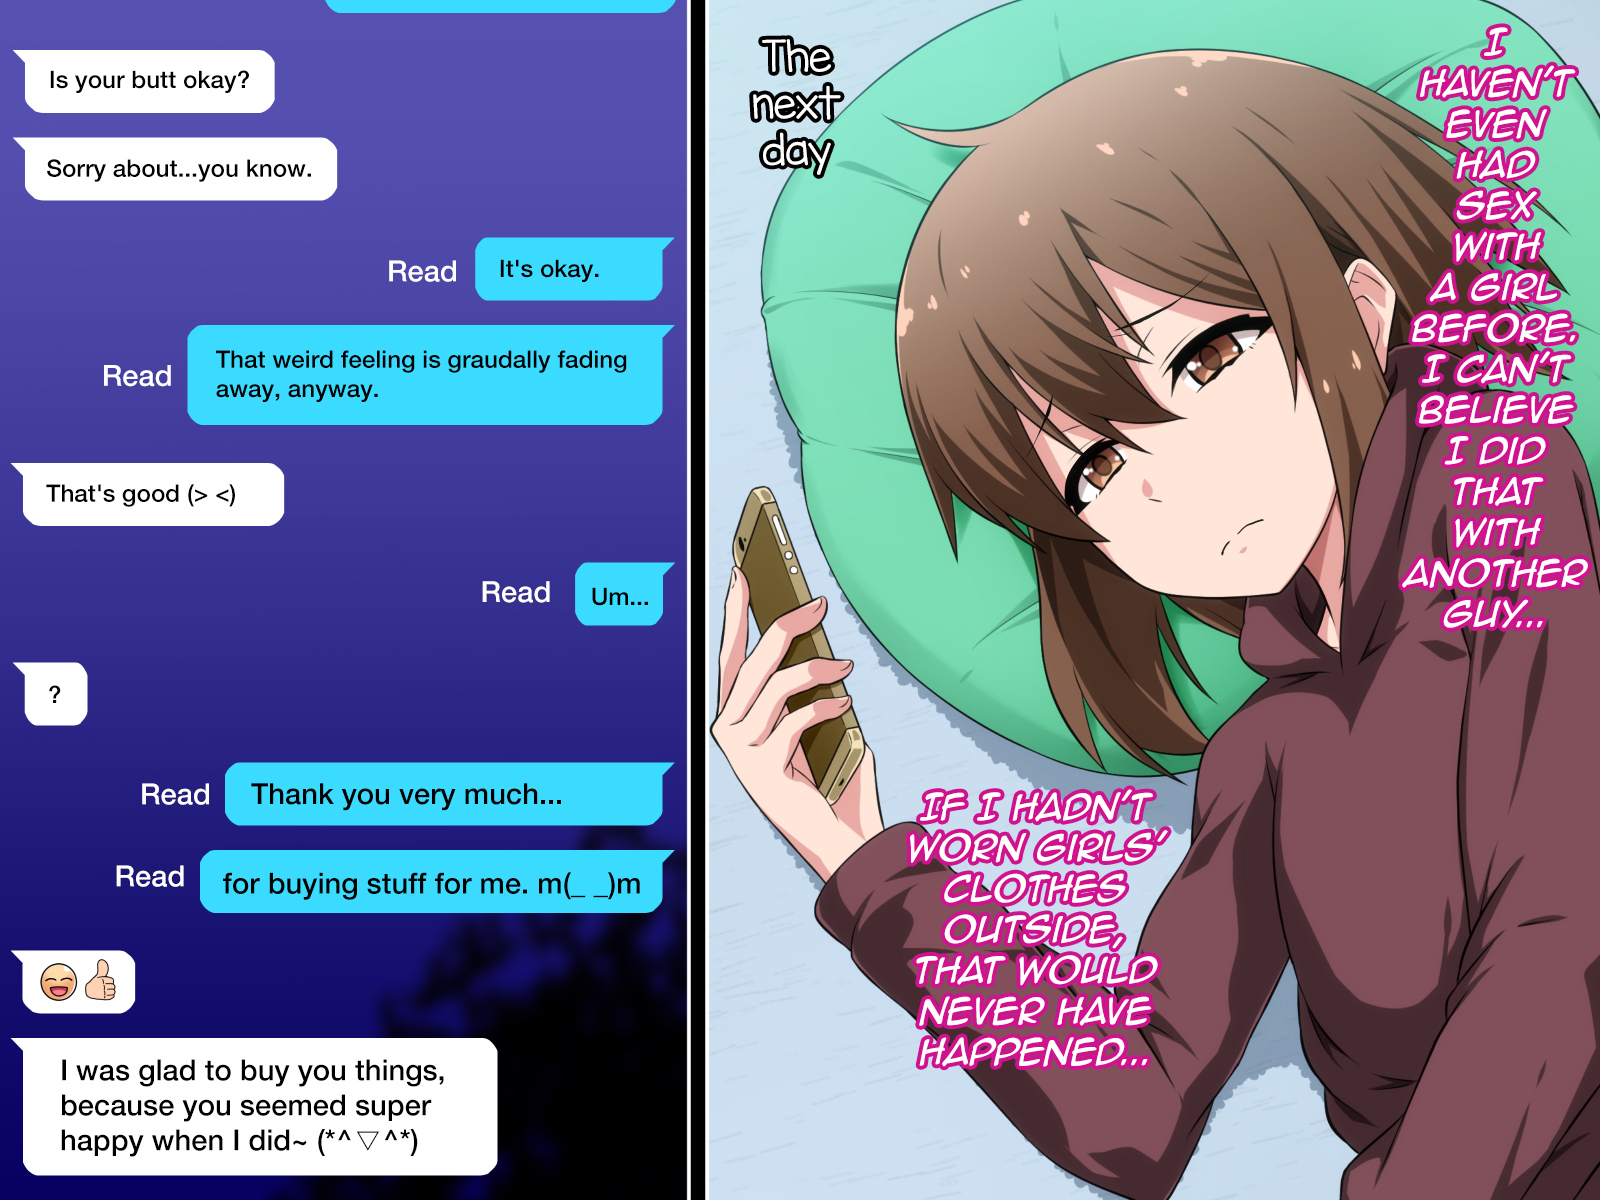 Is your butt okay?
Sorry about...you know.
Read
It's okay.
Read
That weird feeling is graudally fading
away, anyway.
That's good (> <)
Read
Um...
?
Read
Thank you very much...
Read
for buying stuff for me. m(_ _)m
I was glad to buy you things,
because you seemed super
happy when I did~ (*^▽^*)
The
next
day
I
HAVEN'T
EVEN
HAD
SEX
WITH
A GIRL
BEFORE.
I CAN'T
BELIEVE
I DID
THAT
WITH
ANOTHER
GUY...
IF I HADN'T
WORN GIRLS'
CLOTHES
OUTSIDE,
THAT WOULD
NEVER HAVE
HAPPENED...